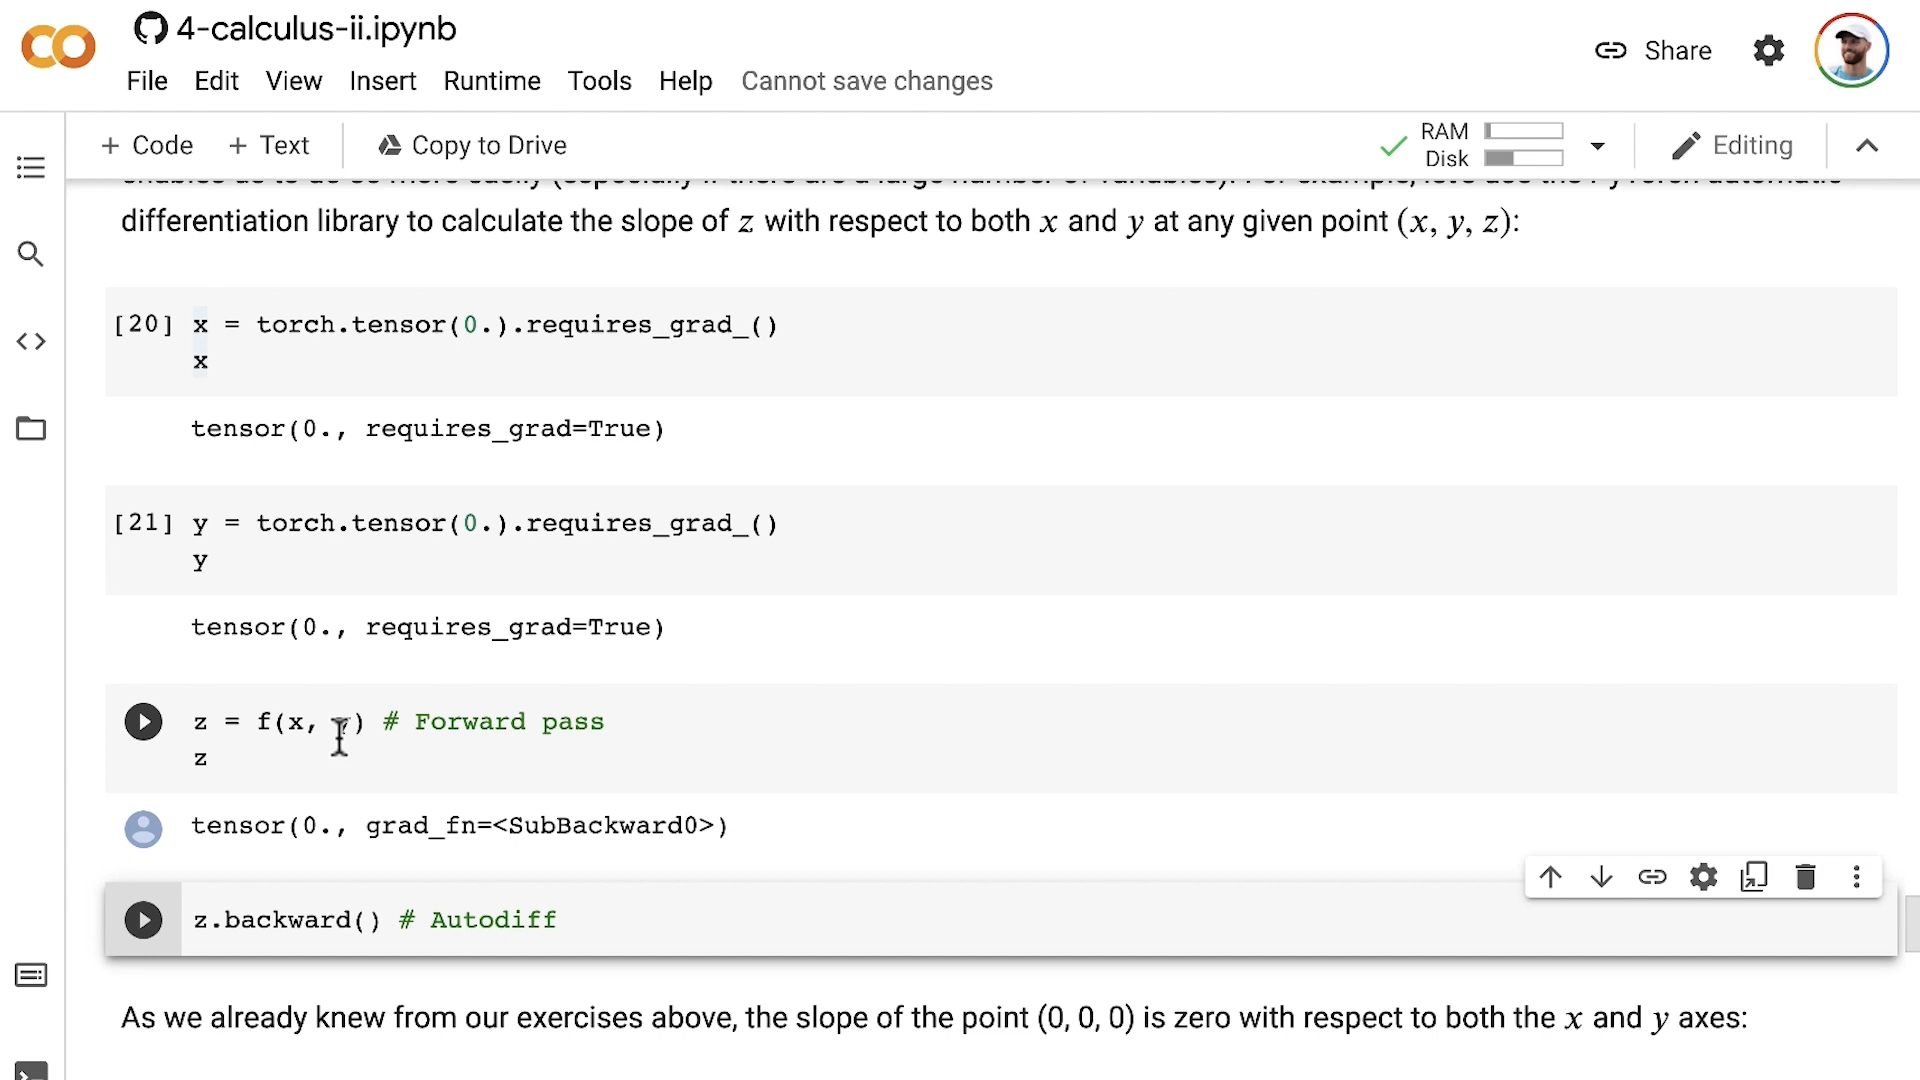 4-calculus-ii.ipynb
File Edit View Insert Runtime Tools Help Cannot save changes
Share
+ Code + Text Copy to Drive
RAM
Disk
Editing
differentiation library to calculate the slope of z with respect to both x and y at any given point (x, y, z):
[20] x = torch.tensor(0.).requires_grad_()
x
tensor(0., requires_grad=True)
[21] y = torch.tensor(0.).requires_grad_()
y
tensor(0., requires_grad=True)
z = f(x, ) # Forward pass
z
tensor(0., grad_fn=<SubBackward0>)
z.backward() # Autodiff
As we already knew from our exercises above, the slope of the point (0, 0, 0) is zero with respect to both the x and y axes: